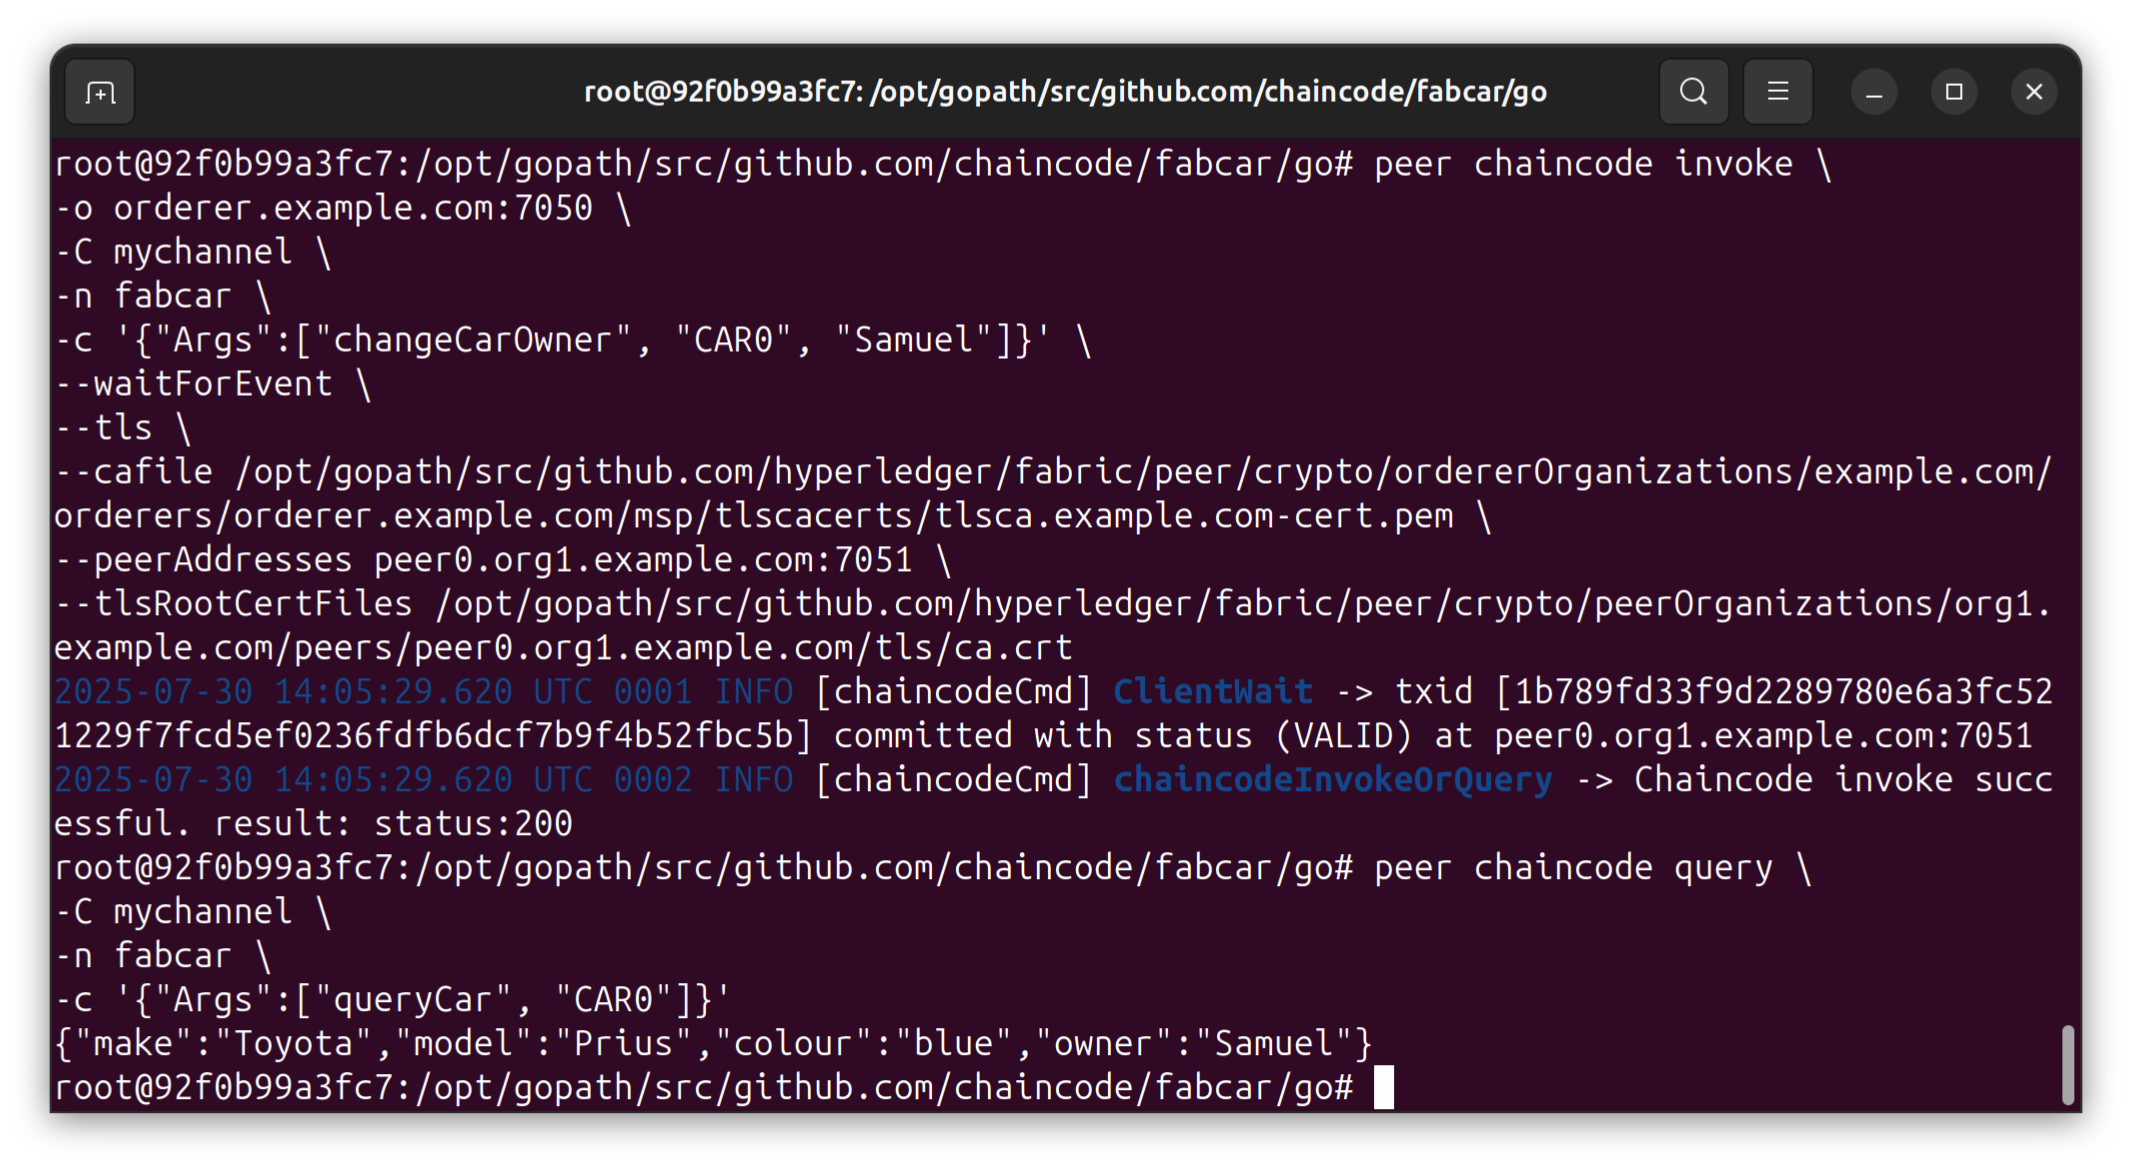 root@92f0b99a3fc7: /opt/gopath/src/github.com/chaincode/fabcar/go
root@92f0b99a3fc7:/opt/gopath/src/github.com/chaincode/fabcar/go# peer chaincode invoke \
-o orderer.example.com:7050 \
-C mychannel \
-n fabcar \
-c '{"Args":["changeCarOwner", "CAR0", "Samuel"]}' \
--waitForEvent \
--tls \
--cafile /opt/gopath/src/github.com/hyperledger/fabric/peer/crypto/ordererOrganizations/example.com/
orderers/orderer.example.com/msp/tlscacerts/tlsca.example.com-cert.pem \
--peerAddresses peer0.org1.example.com:7051 \
--tlsRootCertFiles /opt/gopath/src/github.com/hyperledger/fabric/peer/crypto/peerOrganizations/org1.
example.com/peers/peer0.org1.example.com/tls/ca.crt
2025-07-30 14:05:29.620 UTC 0001 INFO [chaincodeCmd] ClientWait -> txid [1b789fd33f9d2289780e6a3fc52
1229f7fcd5ef0236fdfb6dcf7b9f4b52fbc5b] committed with status (VALID) at peer0.org1.example.com:7051
2025-07-30 14:05:29.620 UTC 0002 INFO [chaincodeCmd] chaincodeInvokeOrQuery -> Chaincode invoke succ
essful. result: status:200
root@92f0b99a3fc7:/opt/gopath/src/github.com/chaincode/fabcar/go# peer chaincode query \
-C mychannel \
-n fabcar \
-c '{"Args":["queryCar", "CAR0"]}'
{"make":"Toyota","model":"Prius","colour":"blue","owner":"Samuel"}
root@92f0b99a3fc7:/opt/gopath/src/github.com/chaincode/fabcar/go#